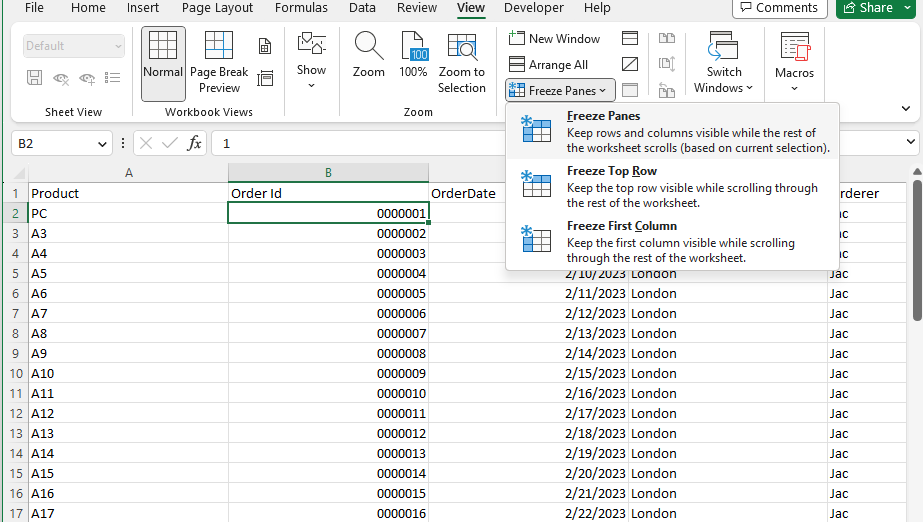 File Home Insert Page Layout Formulas Data Review View Developer Help Comments Share
Default
Normal Page Break Preview
Show
Zoom 100% Zoom to Selection
New Window
Arrange All
Freeze Panes
Switch Windows
Macros
Sheet View Workbook Views Zoom
B2 fx 1
Freeze Panes
Keep rows and columns visible while the rest of
the worksheet scrolls (based on current selection).
Freeze Top Row
Keep the top row visible while scrolling through
the rest of the worksheet.
Freeze First Column
Keep the first column visible while scrolling
through the rest of the worksheet.
A B
1 Product Order Id OrderDate rderer
2 PC 0000001 ac
3 A3 0000002 ac
4 A4 0000003 ac
5 A5 0000004 2/10/2023 London Jac
6 A6 0000005 2/11/2023 London Jac
7 A7 0000006 2/12/2023 London Jac
8 A8 0000007 2/13/2023 London Jac
9 A9 0000008 2/14/2023 London Jac
10 A10 0000009 2/15/2023 London Jac
11 A11 0000010 2/16/2023 London Jac
12 A12 0000011 2/17/2023 London Jac
13 A13 0000012 2/18/2023 London Jac
14 A14 0000013 2/19/2023 London Jac
15 A15 0000014 2/20/2023 London Jac
16 A16 0000015 2/21/2023 London Jac
17 A17 0000016 2/22/2023 London Jac